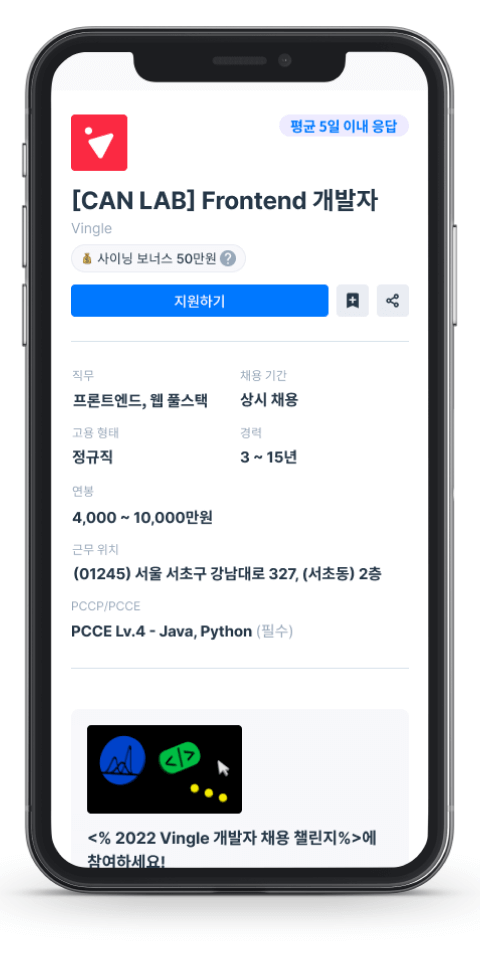 평균 5일 이내 응답
[CAN LAB] Frontend 개발자
Vingle
사이닝 보너스 50만원 ?
지원하기
직무
채용 기간
프론트엔드, 웹 풀스택
상시 채용
고용 형태
경력
정규직
3 ~ 15년
연봉
4,000 ~ 10,000만원
근무 위치
(01245) 서울 서초구 강남대로 327, (서초동) 2층
PCCP/PCCE
PCCE Lv.4 - Java, Python (필수)
</>
<% 2022 Vingle 개발자 채용 챌린지%>에
참여하세요!